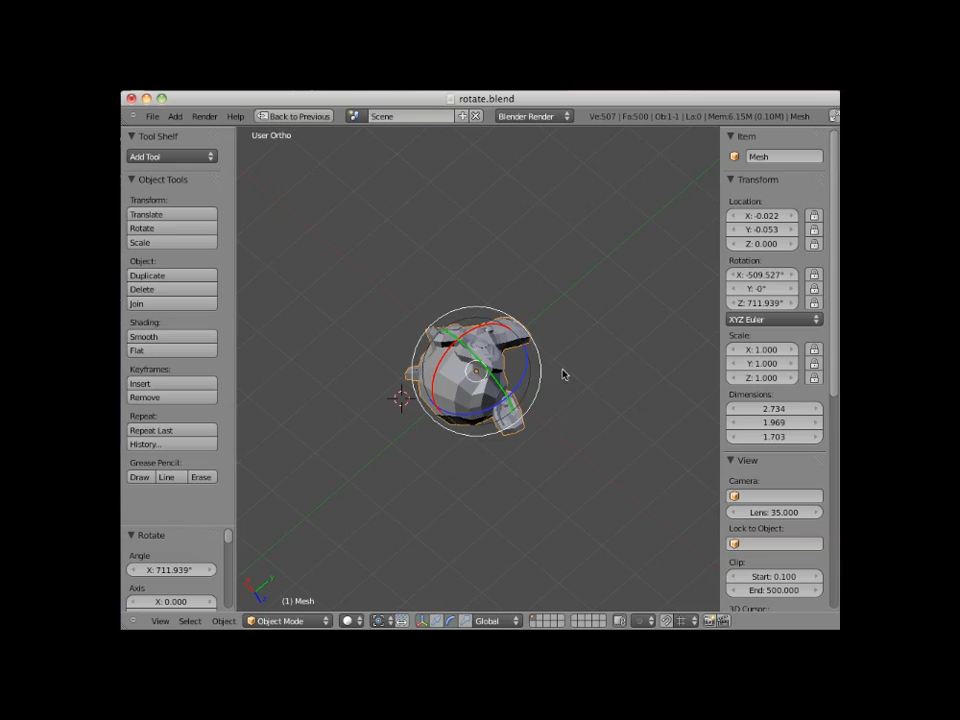 rotate.blend
File Add Render Help Back to Previous Scene Blender Render Ve:507 | Fa:500 | Ob:1-1 | La:0 | Mem:6.15M (0.10M) | Mesh
Tool Shelf
Add Tool
Object Tools
Transform:
Translate
Rotate
Scale
Object:
Duplicate
Delete
Join
Shading:
Smooth
Flat
Keyframes:
Insert
Remove
Repeat:
Repeat Last
History...
Grease Pencil:
Draw Line Erase
Rotate
Angle
X: 711.939°
Axis
X: 0.000
User Ortho
(1) Mesh
Item
Mesh
Transform
Location:
X: -0.022
Y: -0.053
Z: 0.000
Rotation:
X: -509.527°
Y: -0°
Z: 711.939°
XYZ Euler
Scale:
X: 1.000
Y: 1.000
Z: 1.000
Dimensions:
2.734
1.969
1.703
View
Camera:
Lens: 35.000
Lock to Object:
Clip:
Start: 0.100
End: 500.000
3D Cursor:
View Select Object Object Mode Global